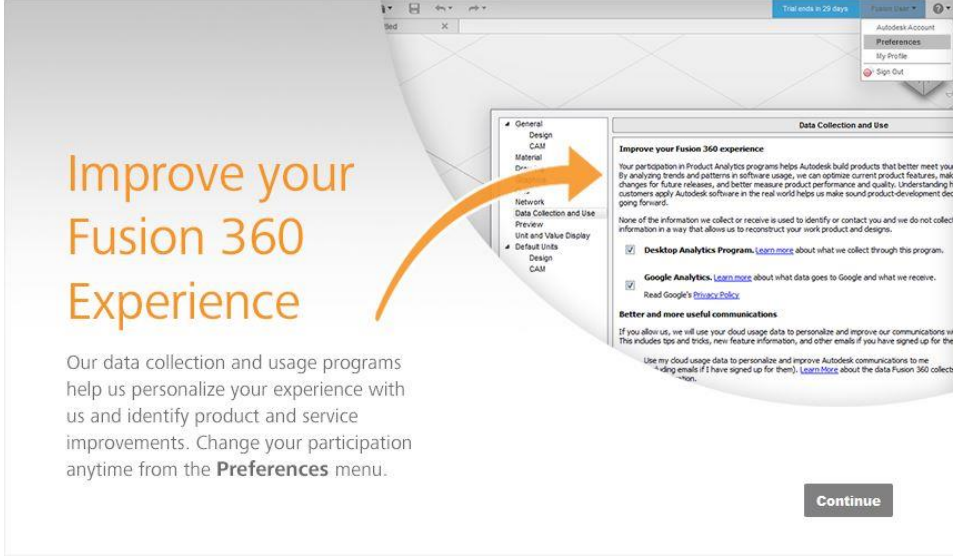 Trial ends in 29 days
Fusion User
Autodesk Account
Preferences
My Profile
Sign Out
General
Design
CAM
Material
Network
Data Collection and Use
Preview
Unit and Value Display
Default Units
Design
CAM
Data Collection and Use
Improve your Fusion 360 experience
Your participation in Product Analytics programs helps Autodesk build products that better meet
By analyzing trends and patterns in software usage, we can optimize current product features,
changes for future releases, and better measure product performance and quality. Understanding
customers apply Autodesk software in the real world helps us make sound product-development
going forward.
None of the information we collect or receive is used to identify or contact you and we do not
information in a way that allows us to reconstruct your work product and designs.
Desktop Analytics Program. Learn more about what we collect through this program.
Google Analytics. Learn more about what data goes to Google and what we receive.
Read Google's Privacy Policy
Better and more useful communications
If you allow us, we will use your cloud usage data to personalize and improve our communications
This includes tips and tricks, new feature information, and other emails if you have signed up for
Use my cloud usage data to personalize and improve Autodesk communications to me
if I have signed up for them). Learn More about the data Fusion 360 collects
Improve your
Fusion 360
Experience
Our data collection and usage programs
help us personalize your experience with
us and identify product and service
improvements. Change your participation
anytime from the Preferences menu.
Continue